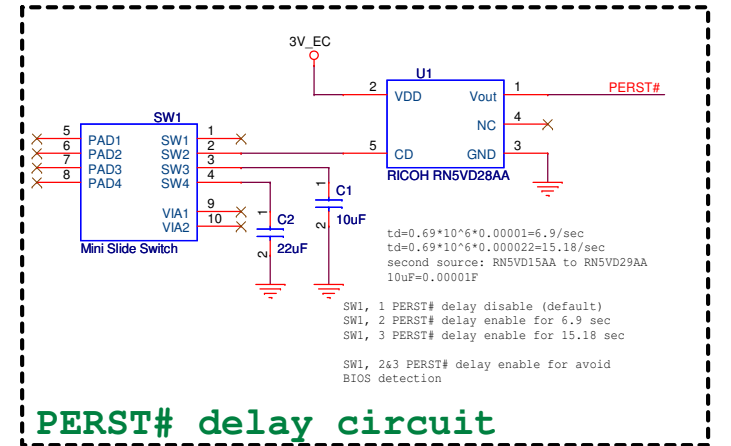 3V_EC
U1
2
VDD
Vout
1
PERST#
NC
4
5
CD
GND
3
RICOH RN5VD28AA
SW1
5
PAD1
SW1
1
6
PAD2
SW2
2
7
PAD3
SW3
3
8
PAD4
SW4
4
VIA1
9
VIA2
10
Mini Slide Switch
1
C1
10uF
2
1
C2
22uF
2
td=0.69*10^6*0.00001=6.9/sec
td=0.69*10^6*0.000022=15.18/sec
second source: RN5VD15AA to RN5VD29AA
10uF=0.00001F
SW1, 1 PERST# delay disable (default)
SW1, 2 PERST# delay enable for 6.9 sec
SW1, 3 PERST# delay enable for 15.18 sec
SW1, 2&3 PERST# delay enable for avoid
BIOS detection
PERST# delay circuit